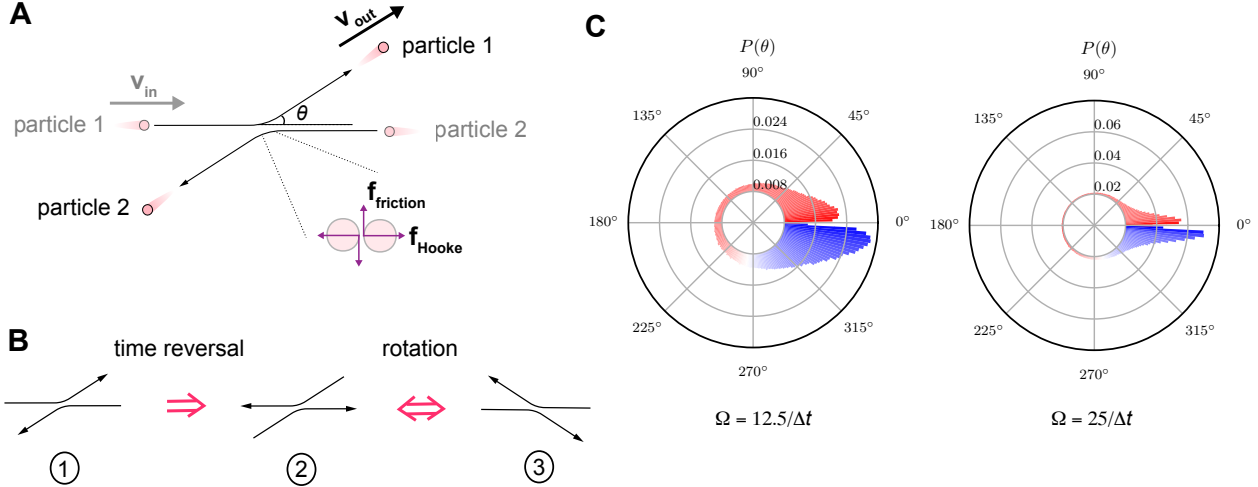 A
v_out
particle 1
v_in
θ
particle 1
particle 2
particle 2
f_friction
f_Hooke
B
time reversal
rotation
1
2
3
C
P(θ)
90°
135°
45°
0.024
0.016
0.008
180°
0°
225°
315°
270°
Ω = 12.5/Δt
P(θ)
90°
135°
45°
0.06
0.04
0.02
180°
0°
225°
315°
270°
Ω = 25/Δt